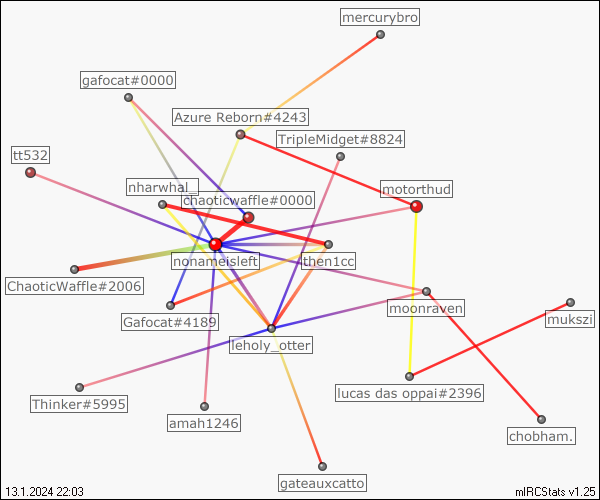 mercurybro
gafocat#0000
Azure Reborn#4243
TripleMidget#8824
tt532
nharwhal_
motorthud
chaoticwaffle#0000
nonameisleft
then1cc
ChaoticWaffle#2006
moonraven
Gafocat#4189
mukszi
leholy_otter
lucas das oppai#2396
Thinker#5995
amah1246
chobham.
gateauxcatto
13.1.2024 22:03
mIRCStats v1.25